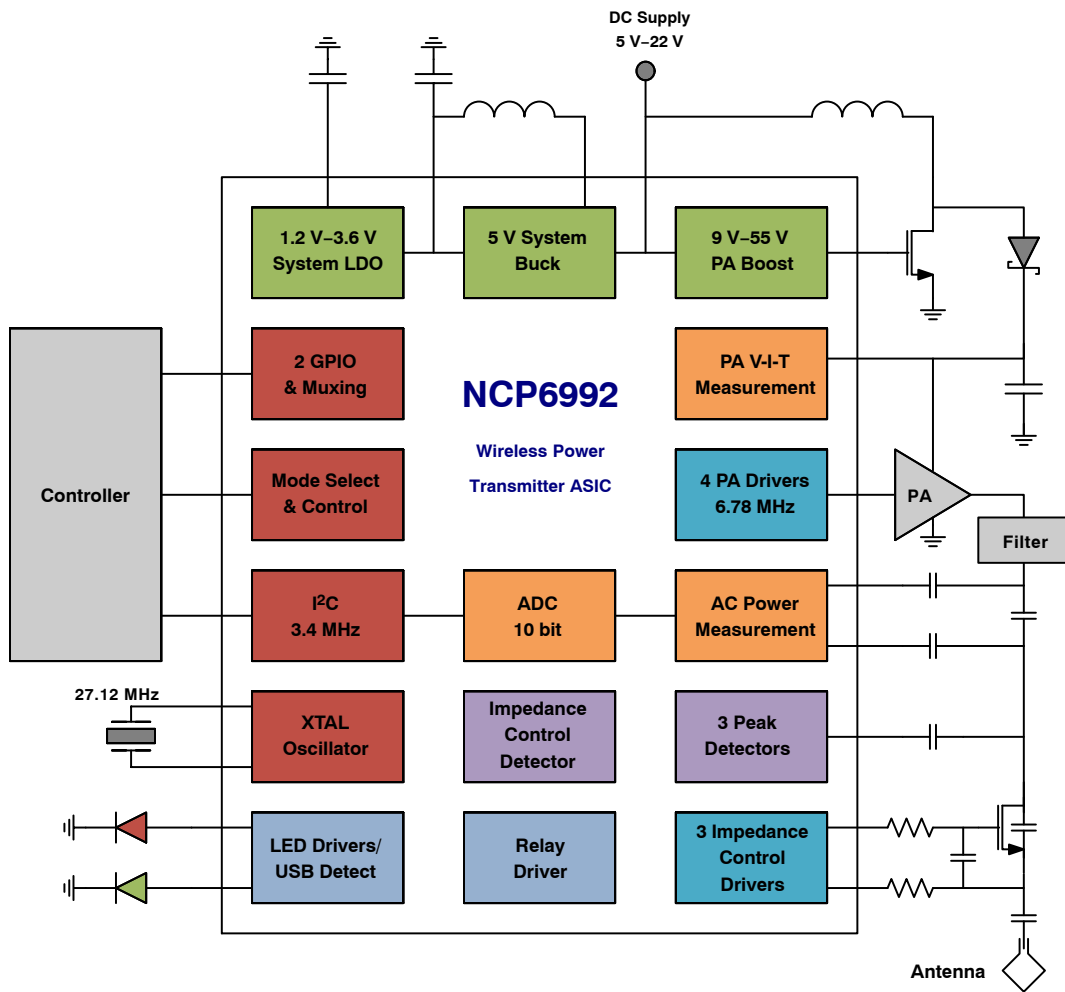 DC Supply
5 V–22 V
1.2 V–3.6 V
System LDO
5 V System
Buck
9 V–55 V
PA Boost
Controller
2 GPIO
& Muxing
NCP6992
Wireless Power
Transmitter ASIC
PA V-I-T
Measurement
Mode Select
& Control
4 PA Drivers
6.78 MHz
PA
Filter
I²C
3.4 MHz
ADC
10 bit
AC Power
Measurement
27.12 MHz
XTAL
Oscillator
Impedance
Control
Detector
3 Peak
Detectors
LED Drivers/
USB Detect
Relay
Driver
3 Impedance
Control
Drivers
Antenna